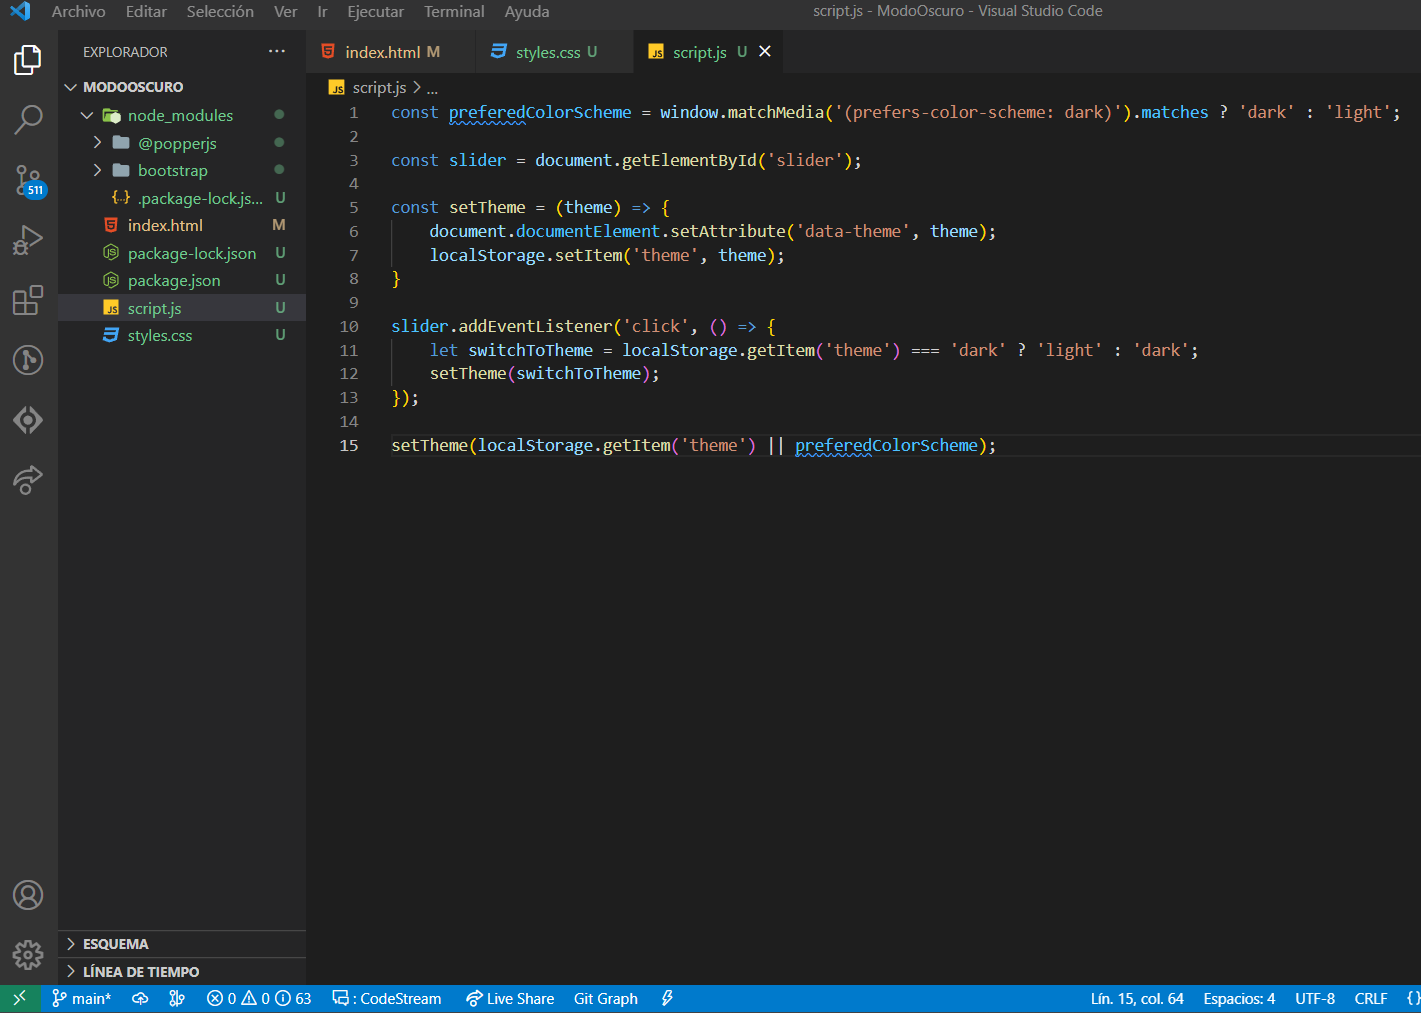 Archivo Editar Selección Ver Ir Ejecutar Terminal Ayuda script.js - ModoOscuro - Visual Studio Code
EXPLORADOR ...
MODOOSCURO
node_modules
@popperjs
bootstrap
{..} .package-lock.js... U
index.html M
package-lock.json U
package.json U
JS script.js U
styles.css U
511
index.html M styles.css U JS script.js U
JS script.js > ...
1 const preferedColorScheme = window.matchMedia('(prefers-color-scheme: dark)').matches ? 'dark' : 'light';
2
3 const slider = document.getElementById('slider');
4
5 const setTheme = (theme) => {
6 document.documentElement.setAttribute('data-theme', theme);
7 localStorage.setItem('theme', theme);
8 }
9
10 slider.addEventListener('click', () => {
11 let switchToTheme = localStorage.getItem('theme') === 'dark' ? 'light' : 'dark';
12 setTheme(switchToTheme);
13 });
14
15 setTheme(localStorage.getItem('theme') || preferedColorScheme);
ESQUEMA
LÍNEA DE TIEMPO
main* 0 0 63 : CodeStream Live Share Git Graph Lín. 15, col. 64 Espacios: 4 UTF-8 CRLF {}